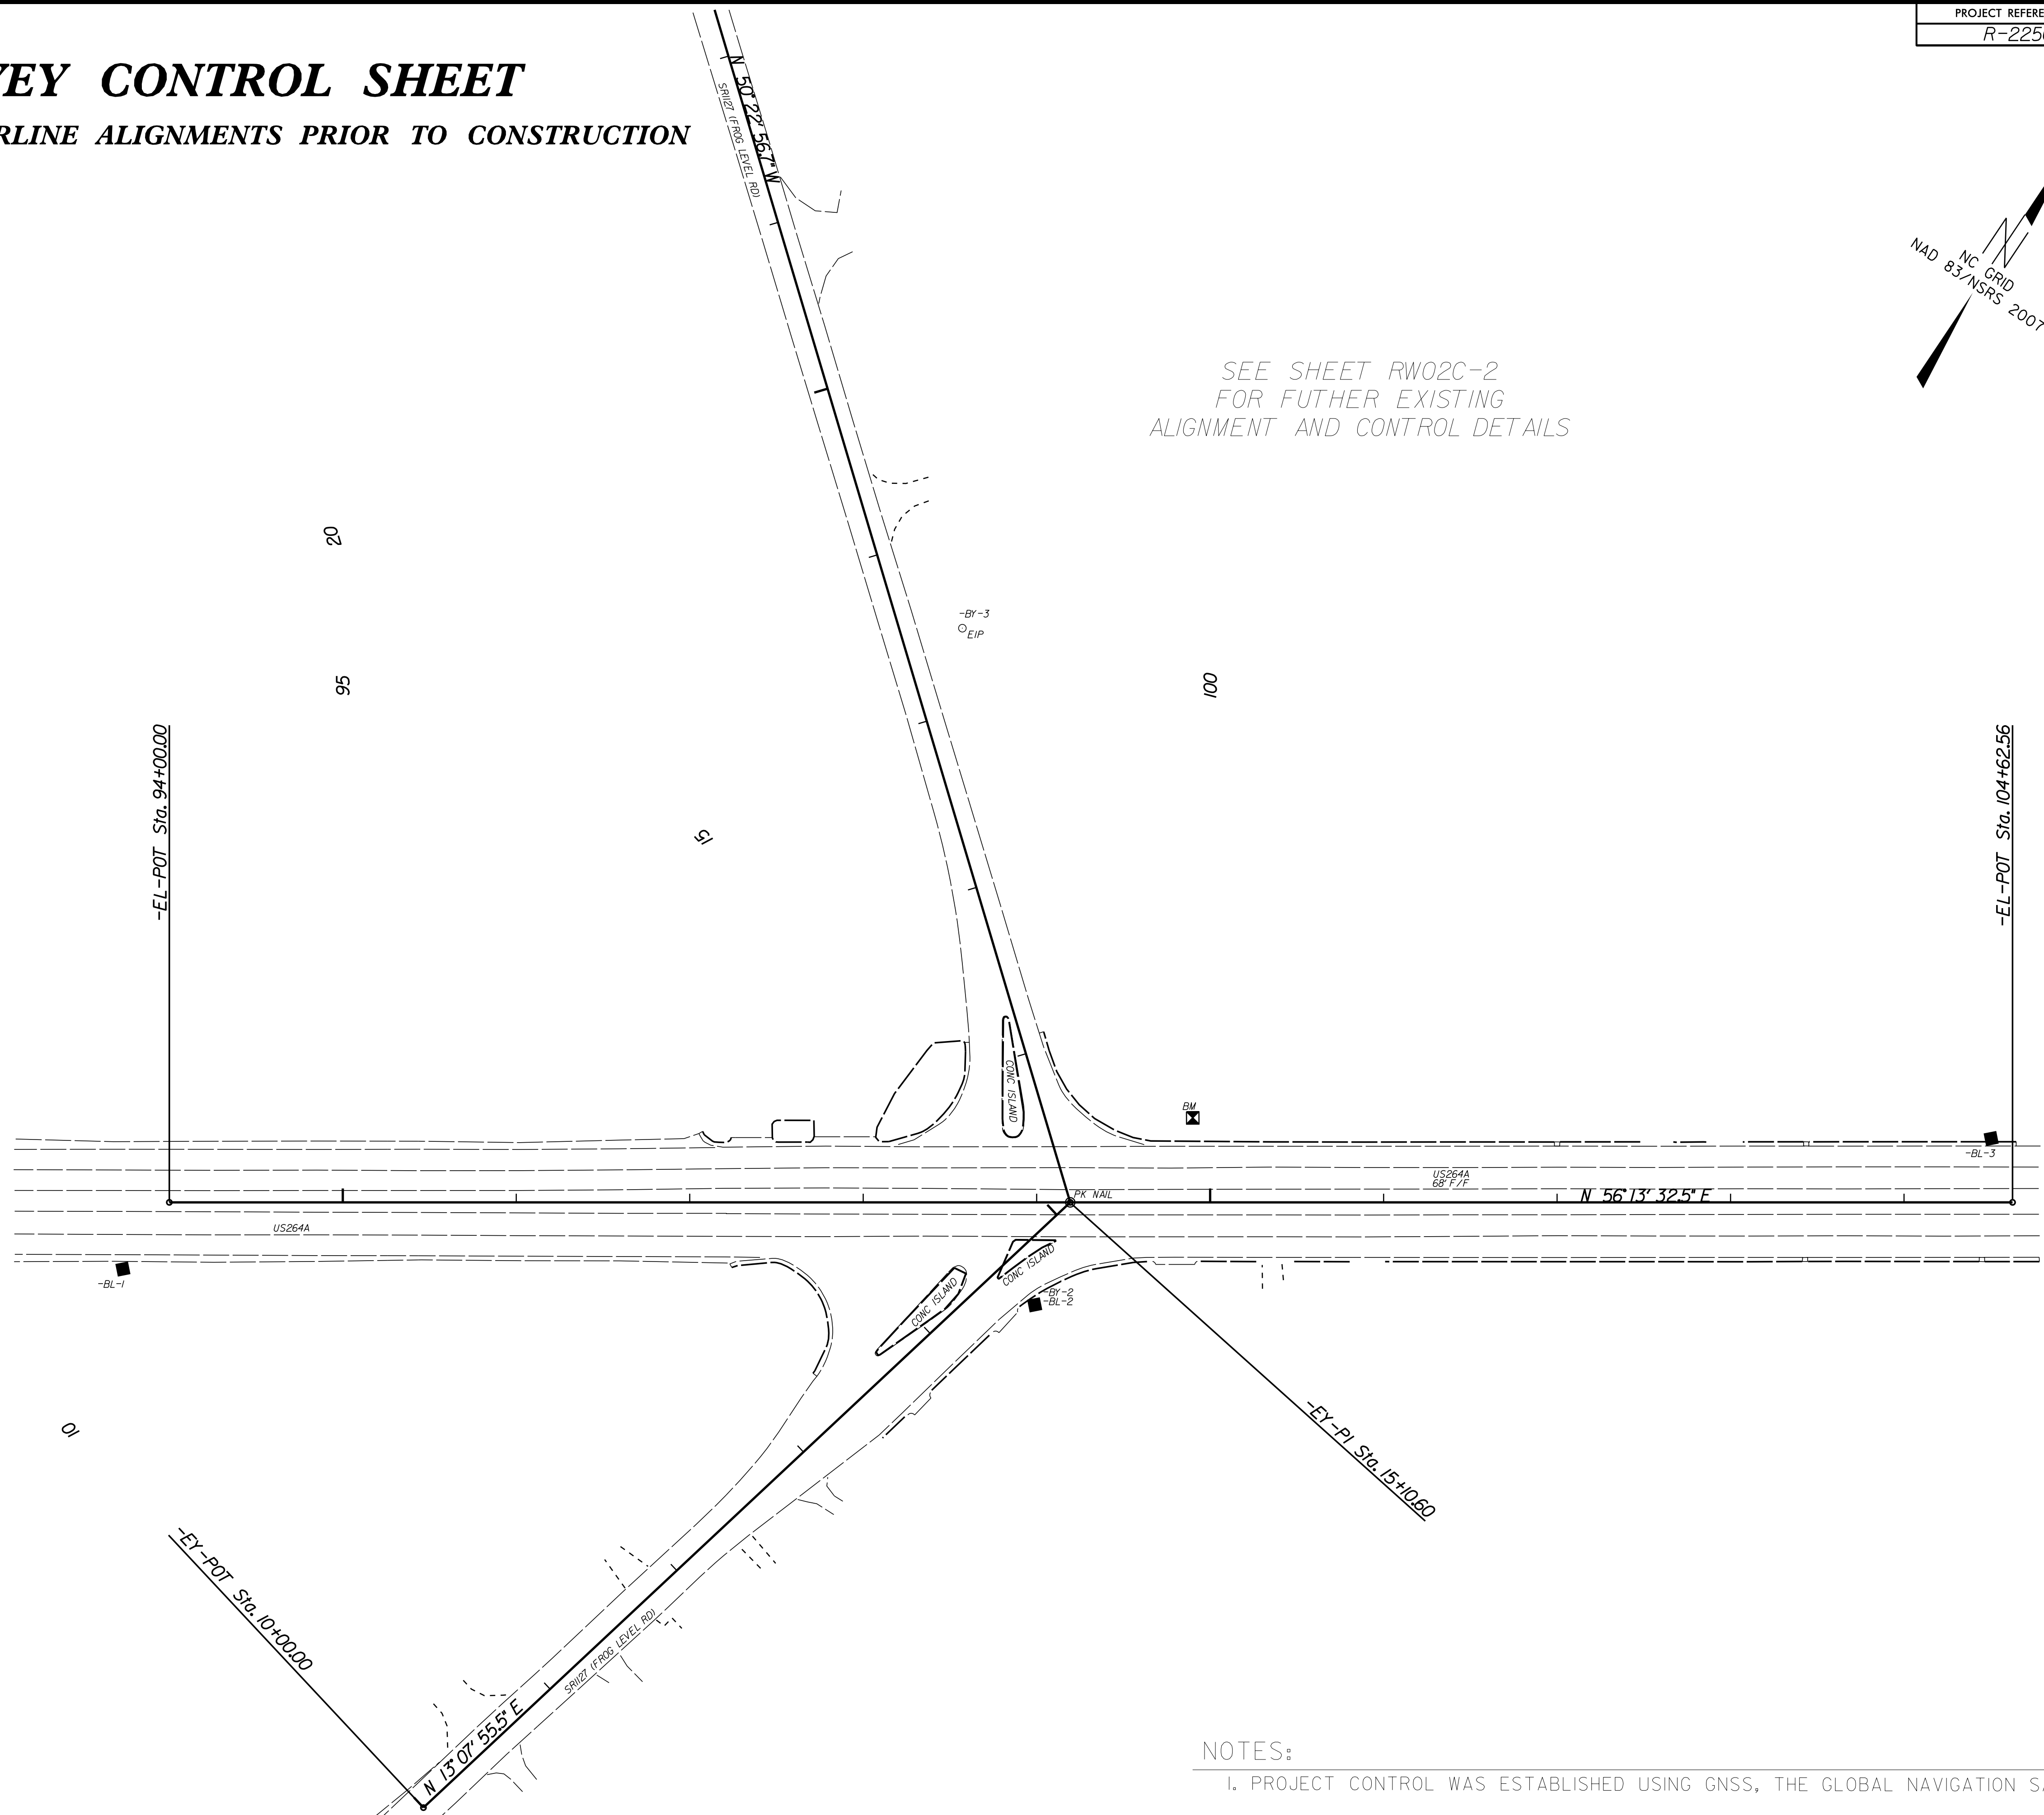 PROJECT REFERE
R-225
EY CONTROL SHEET
RLINE ALIGNMENTS PRIOR TO CONSTRUCTION
N 50° 22' 56.7" W
SR1127 (FROG LEVEL RD)
NC GRID
NAD 83/NSRS 2007
SEE SHEET RW02C-2
FOR FUTHER EXISTING
ALIGNMENT AND CONTROL DETAILS
20
-BY-3
EIP
95
100
-EL-POT Sta. 94+00.00
-EL-POT Sta. 104+62.56
15
CONC ISLAND
BM
-BL-3
US264A
68' F/F
PK NAIL
N 56° 13' 32.5" E
US264A
CONC ISLAND
CONC ISLAND
-BL-1
-BY-2
-BL-2
-EY-PI Sta. 15+10.60
10
-EY-POT Sta. 10+00.00
SR1127 (FROG LEVEL RD)
N 13° 07' 55.5" E
NOTES:
1. PROJECT CONTROL WAS ESTABLISHED USING GNSS, THE GLOBAL NAVIGATION SA